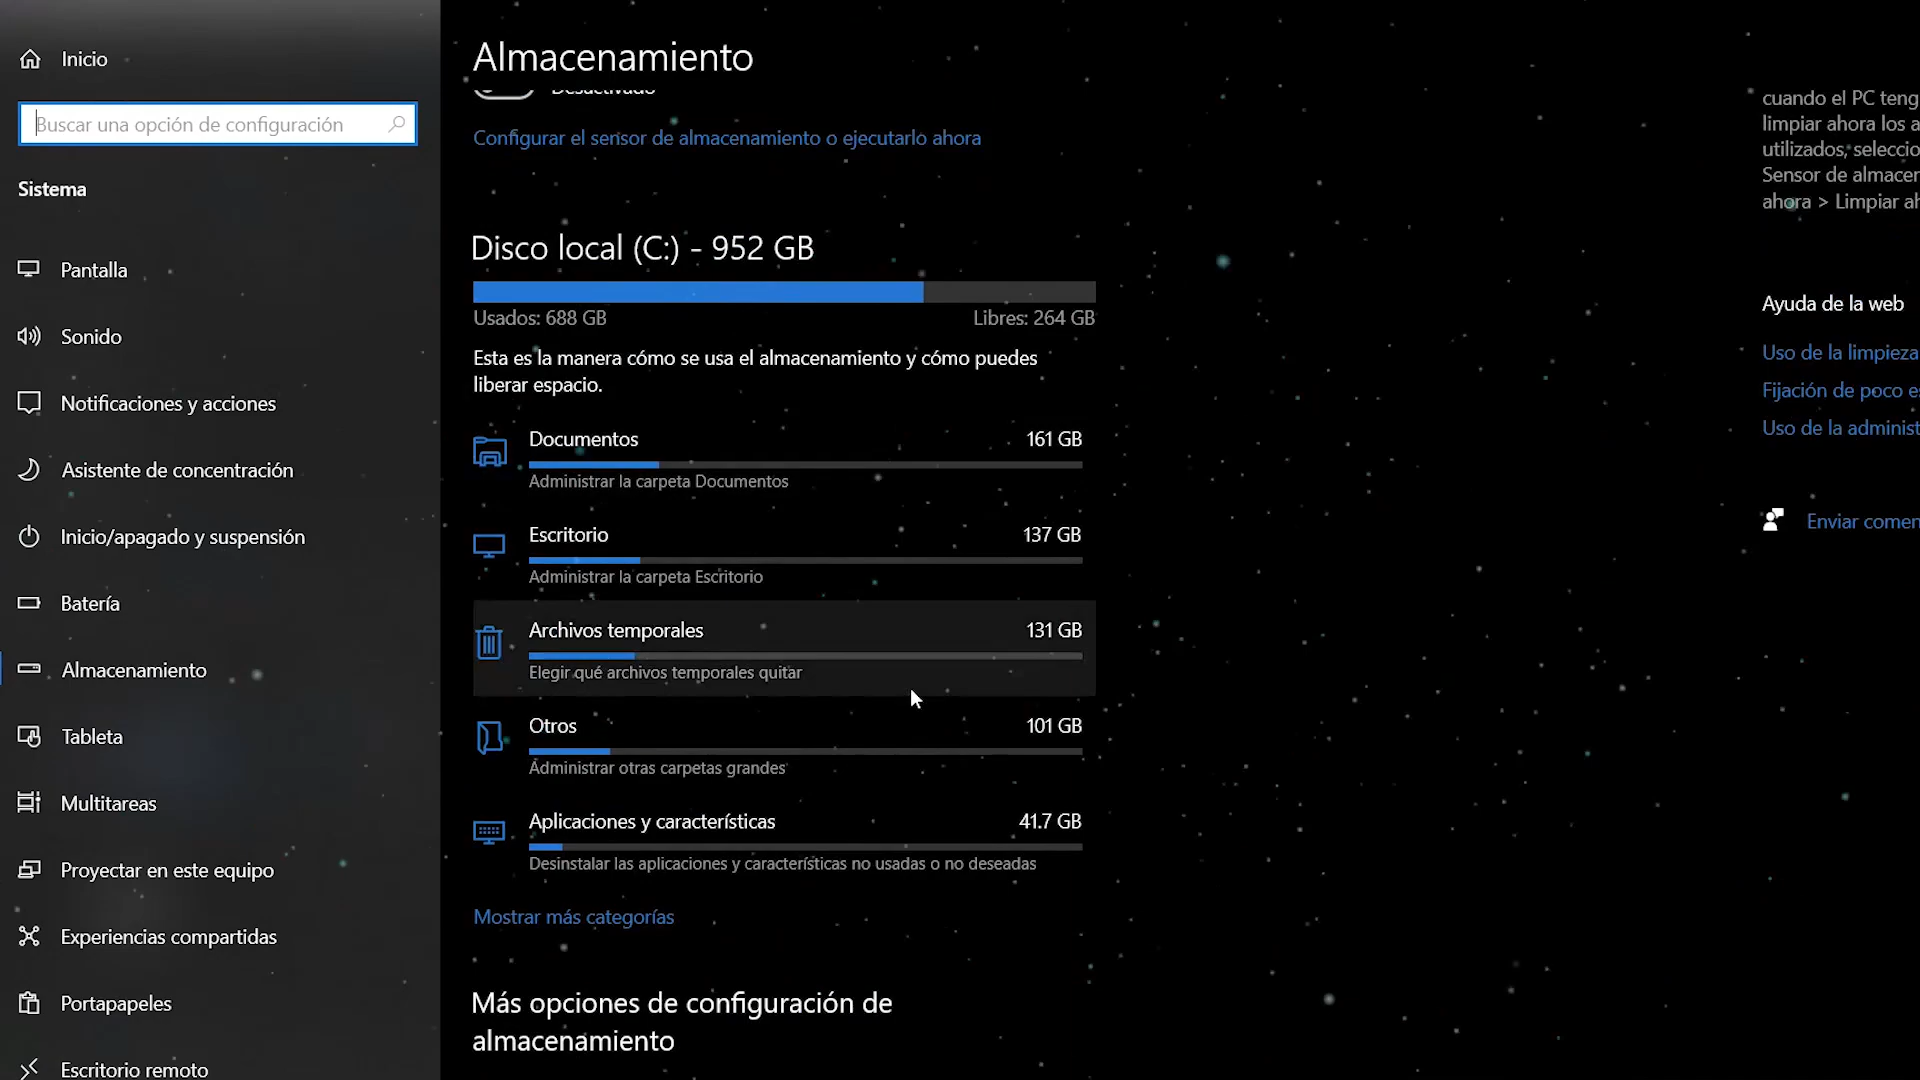 Inicio
Buscar una opción de configuración
Sistema
Pantalla
Sonido
Notificaciones y acciones
Asistente de concentración
Inicio/apagado y suspensión
Batería
Almacenamiento
Tableta
Multitareas
Proyectar en este equipo
Experiencias compartidas
Portapapeles
Escritorio remoto
Almacenamiento
Desactivado
Configurar el sensor de almacenamiento o ejecutarlo ahora
Disco local (C:) - 952 GB
Usados: 688 GB
Libres: 264 GB
Esta es la manera cómo se usa el almacenamiento y cómo puedes
liberar espacio.
Documentos
161 GB
Administrar la carpeta Documentos
Escritorio
137 GB
Administrar la carpeta Escritorio
Archivos temporales
131 GB
Elegir qué archivos temporales quitar
Otros
101 GB
Administrar otras carpetas grandes
Aplicaciones y características
41.7 GB
Desinstalar las aplicaciones y características no usadas o no deseadas
Mostrar más categorías
Más opciones de configuración de
almacenamiento
cuando el PC teng
limpiar ahora los a
utilizados, seleccio
Sensor de almacen
ahora > Limpiar ah
Ayuda de la web
Uso de la limpieza
Fijación de poco es
Uso de la administ
Enviar comen